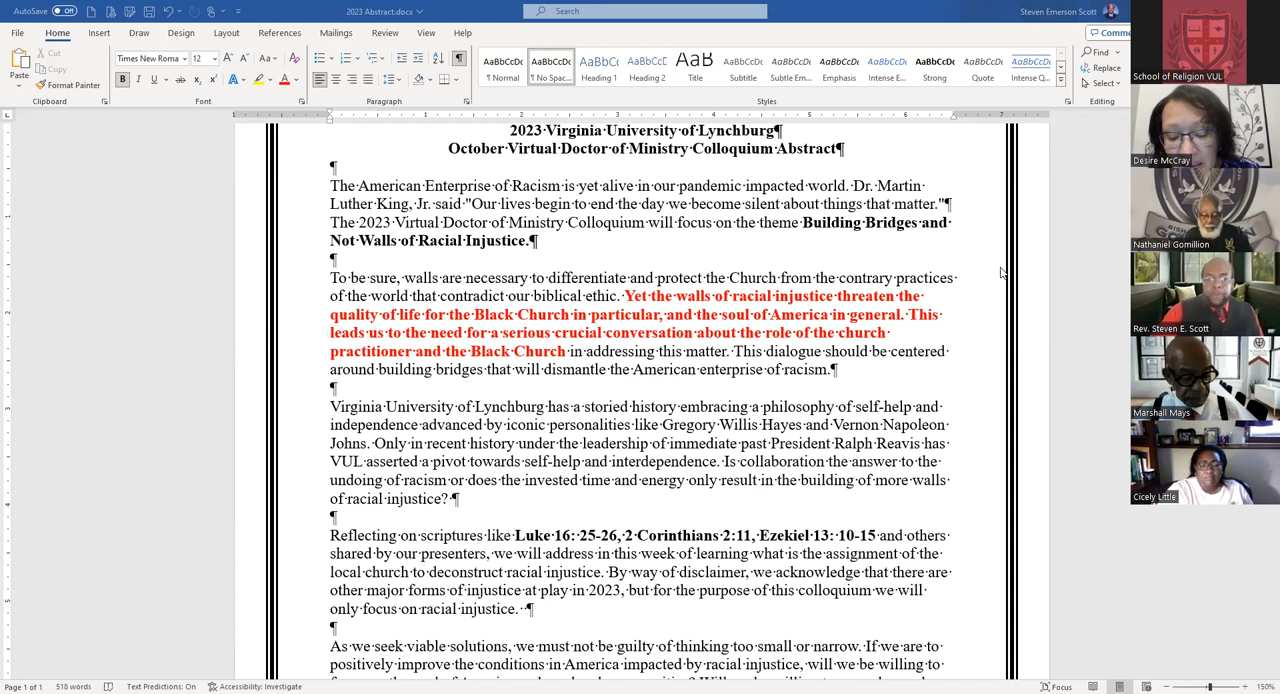 AutoSave Off 2023 Abstract.docx Search Steven Emerson Scott
File Home Insert Draw Design Layout References Mailings Review View Help Comme
Paste Cut Copy Format Painter
Times New Roma 12
AaBbCcDc AaBbCcDc AaBbCc AaBbCcC AaB AaBbCcD AaBbCcDt AaBbCcDt AaBbCcDt AaBbCcDc AaBbCcDt AaBbCcDt
¶ Normal ¶ No Spac... Heading 1 Heading 2 Title Subtitle Subtle Em... Emphasis Intense E... Strong Quote Intense Q...
Find Replace Select
Clipboard Font Paragraph Styles Editing
2023 Virginia University of Lynchburg¶
October Virtual Doctor of Ministry Colloquium Abstract¶
¶
The American Enterprise of Racism is yet alive in our pandemic impacted world. Dr. Martin
Luther King, Jr. said "Our lives begin to end the day we become silent about things that matter."¶
The 2023 Virtual Doctor of Ministry Colloquium will focus on the theme Building Bridges and
Not Walls of Racial Injustice.¶
¶
To be sure, walls are necessary to differentiate and protect the Church from the contrary practices
of the world that contradict our biblical ethic. Yet the walls of racial injustice threaten the
quality of life for the Black Church in particular, and the soul of America in general. This
leads us to the need for a serious crucial conversation about the role of the church
practitioner and the Black Church in addressing this matter. This dialogue should be centered
around building bridges that will dismantle the American enterprise of racism.¶
¶
Virginia University of Lynchburg has a storied history embracing a philosophy of self-help and
independence advanced by iconic personalities like Gregory Willis Hayes and Vernon Napoleon
Johns. Only in recent history under the leadership of immediate past President Ralph Reavis has
VUL asserted a pivot towards self-help and interdependence. Is collaboration the answer to the
undoing of racism or does the invested time and energy only result in the building of more walls
of racial injustice? ¶
¶
Reflecting on scriptures like Luke 16: 25-26, 2 Corinthians 2:11, Ezekiel 13: 10-15 and others
shared by our presenters, we will address in this week of learning what is the assignment of the
local church to deconstruct racial injustice. By way of disclaimer, we acknowledge that there are
other major forms of injustice at play in 2023, but for the purpose of this colloquium we will
only focus on racial injustice. ¶
¶
As we seek viable solutions, we must not be guilty of thinking too small or narrow. If we are to
positively improve the conditions in America impacted by racial injustice, will we be willing to
Page 1 of 1 518 words Text Predictions: On Accessibility: Investigate Focus 150%
School of Religion VUL
Desire McCray
Nathaniel Gomillion
Rev. Steven E. Scott
Marshall Mays
Cicely Little